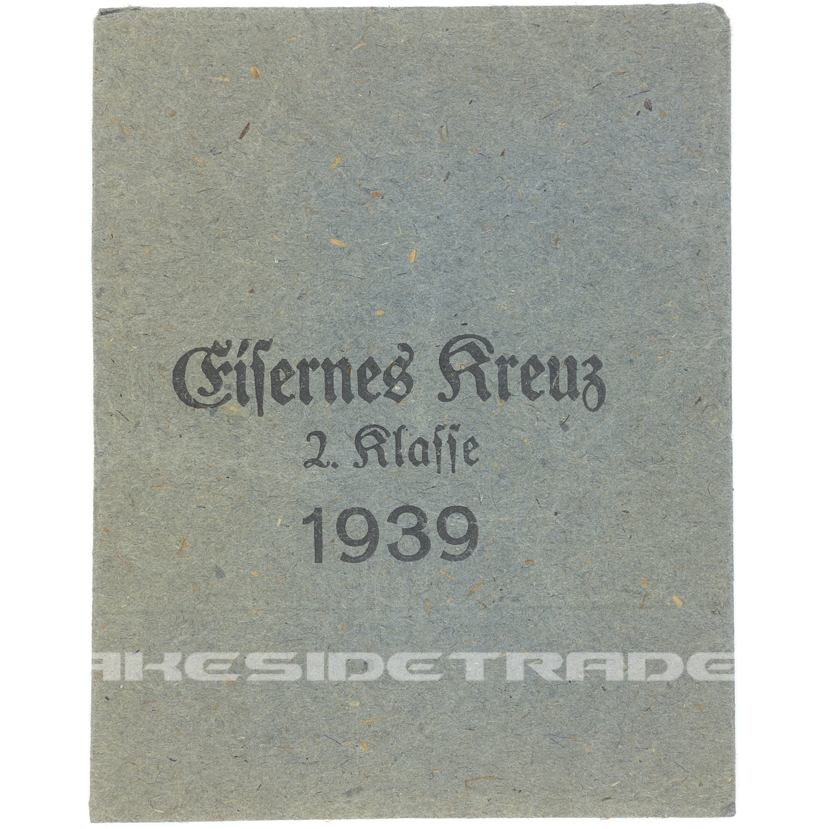 Eiſernes Kreuz
2. Klaſſe
1939
AKESIDETRADE